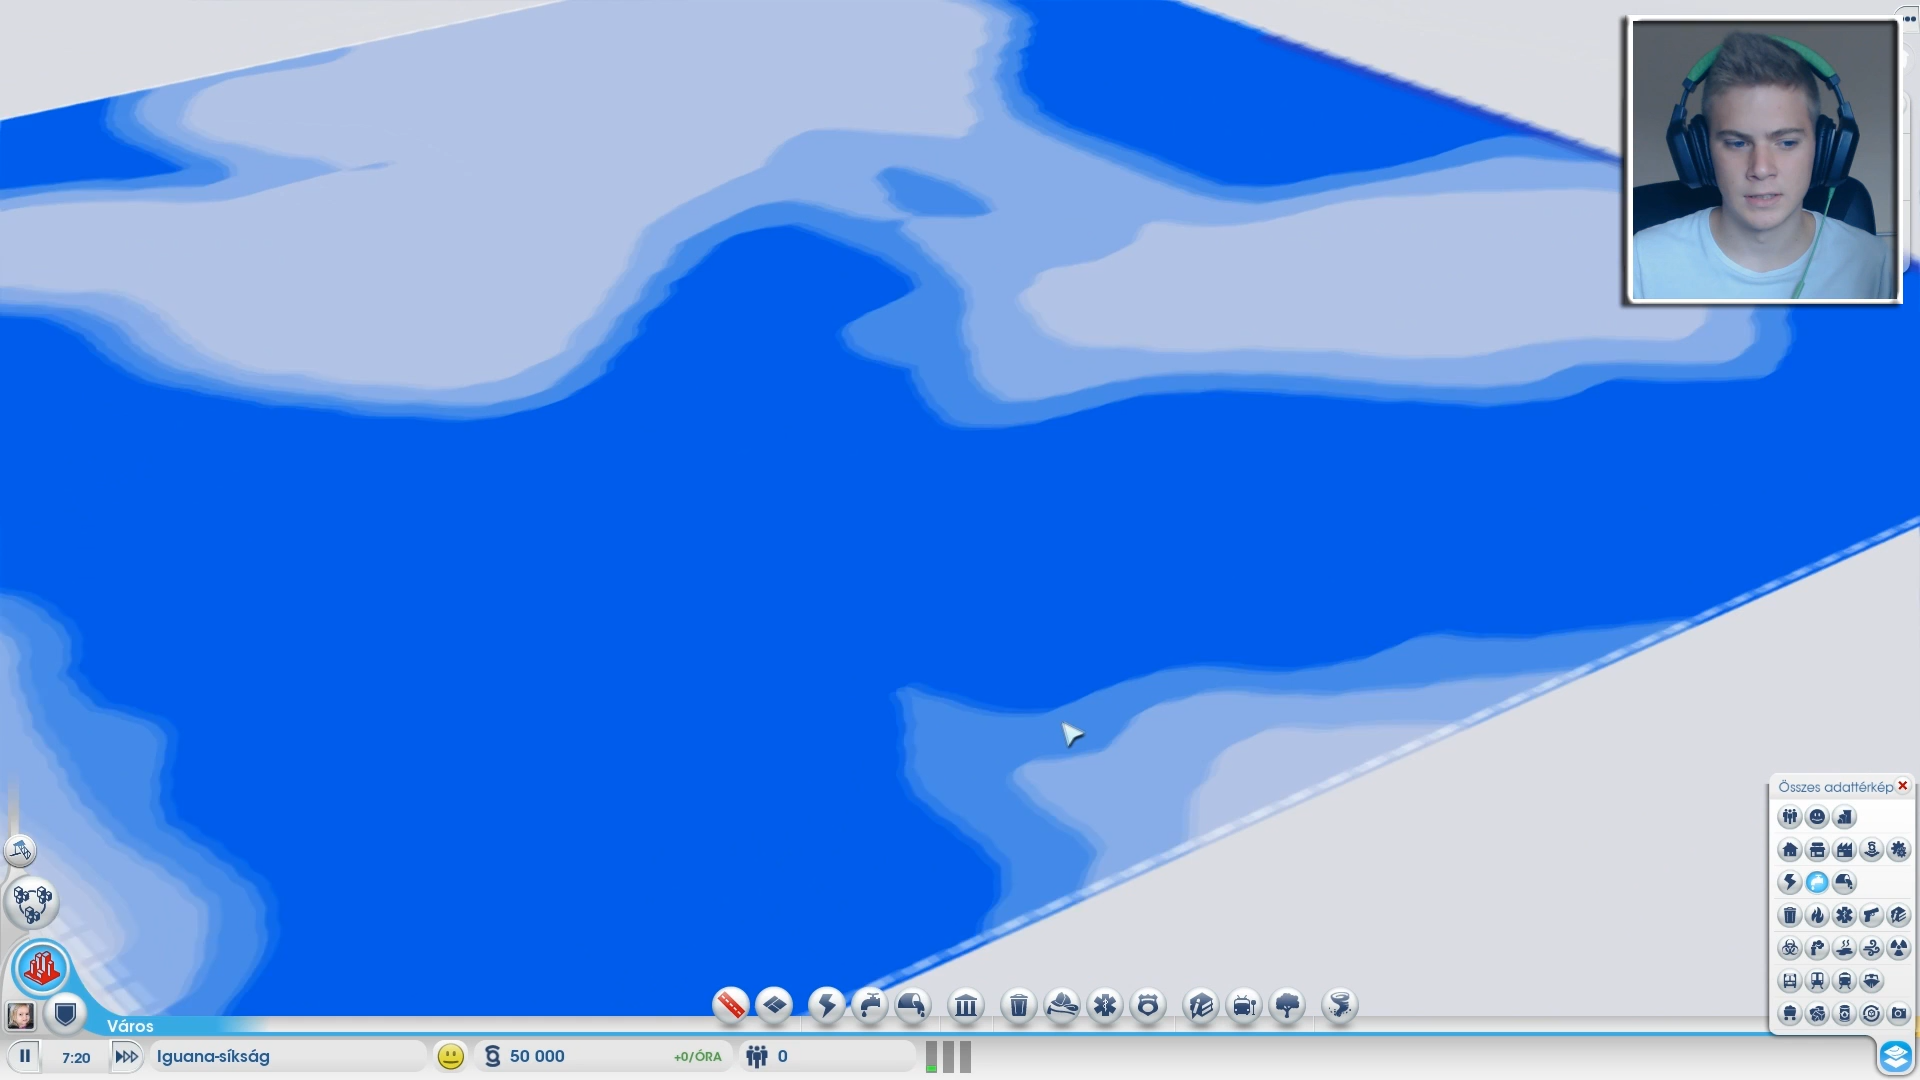 Összes adattérkép
Város
7:20
Iguana-síkság
50 000
+0/ÓRA
0